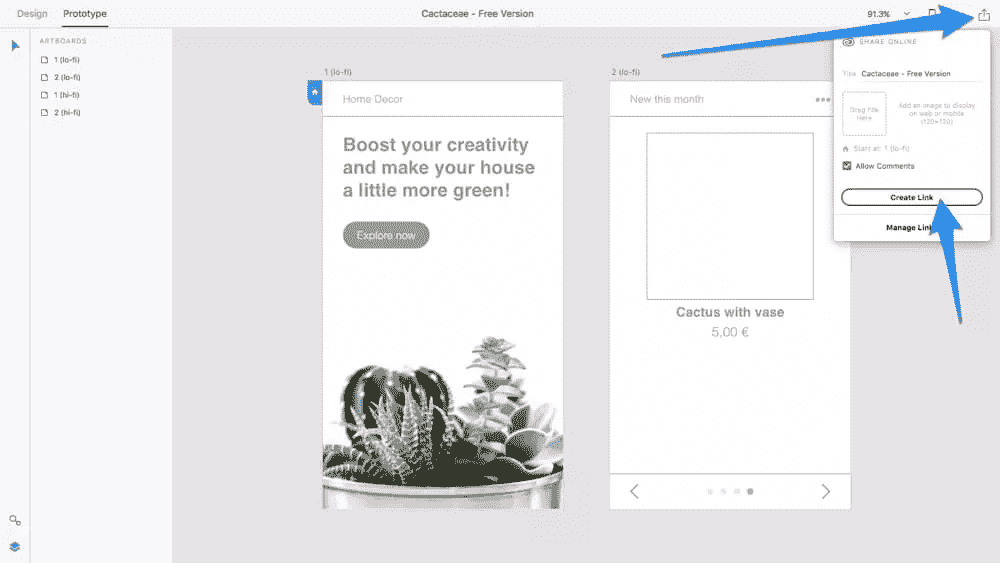 Design Prototype
Cactaceae - Free Version
91.3%
ARTBOARDS
1 (lo-fi)
2 (lo-fi)
1 (hi-fi)
2 (hi-fi)
1 (lo-fi)
Home Decor
Boost your creativity
and make your house
a little more green!
Explore now
2 (lo-fi)
New this month
Cactus with vase
5,00 €
SHARE ONLINE
Title Cactaceae - Free Version
Drag File
Here
Add an image to display
on web or mobile
(120×120)
Start at: 1 (lo-fi)
Allow Comments
Create Link
Manage Link